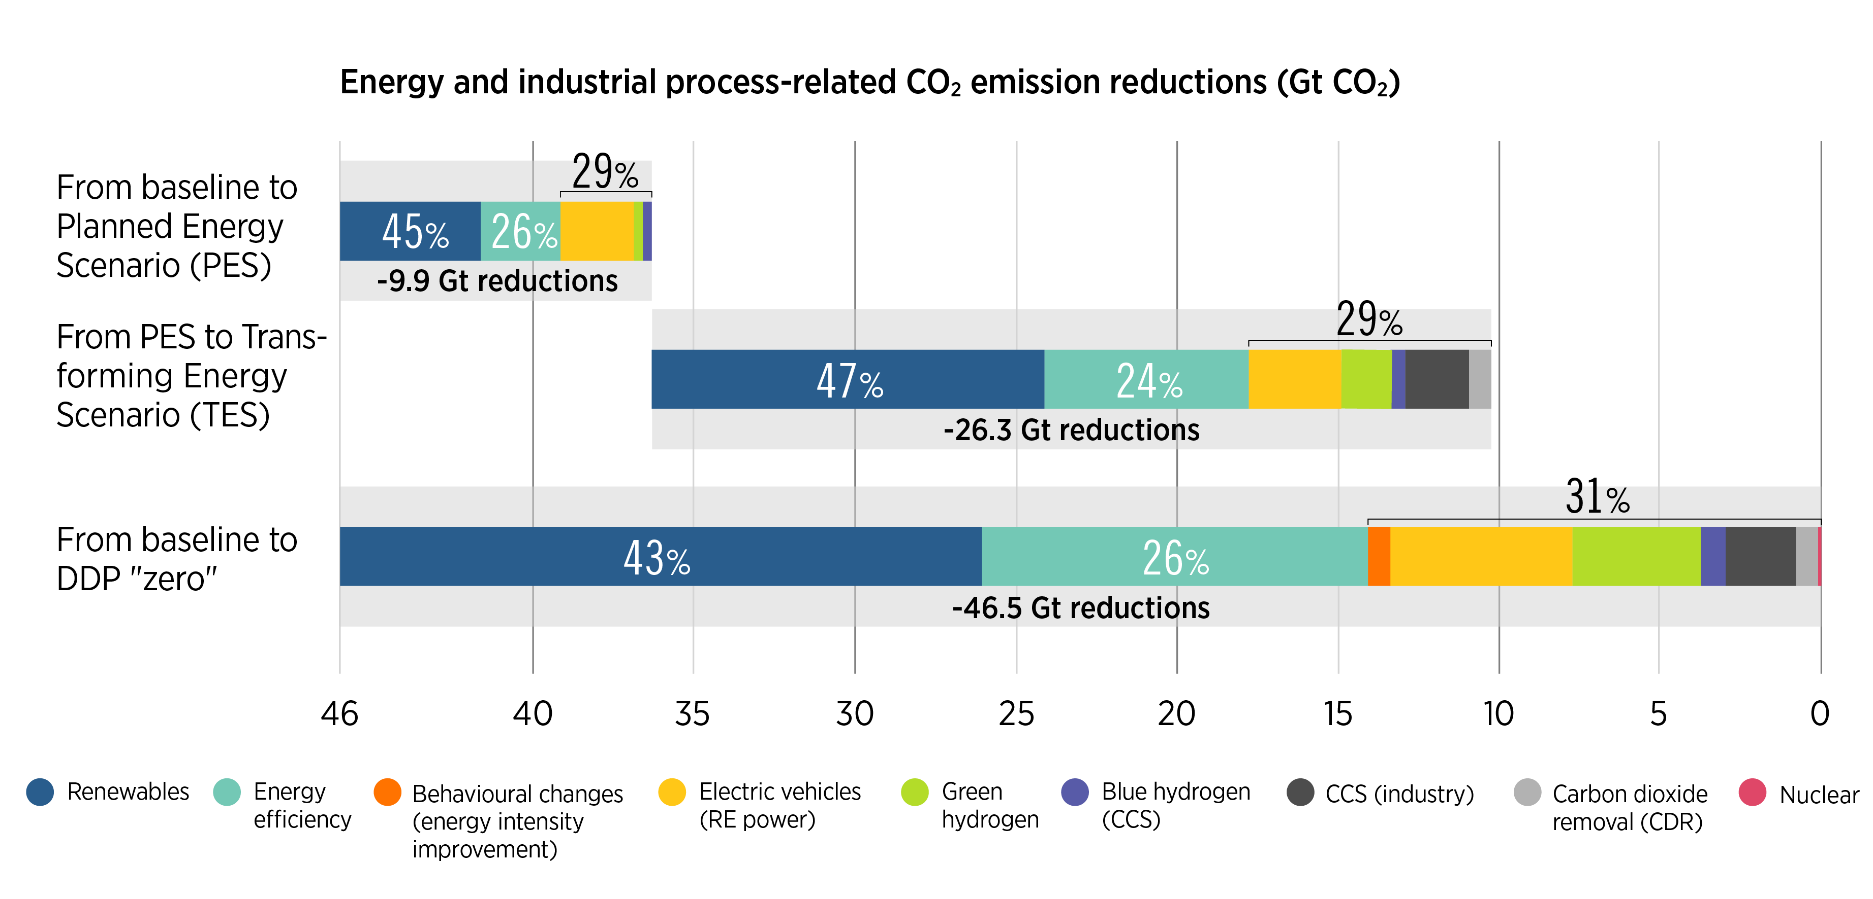 Energy and industrial process-related CO₂ emission reductions (Gt CO₂)
From baseline to
Planned Energy
Scenario (PES)
29%
45%
26%
-9.9 Gt reductions
From PES to Trans-
forming Energy
Scenario (TES)
29%
47%
24%
-26.3 Gt reductions
From baseline to
DDP "zero"
31%
43%
26%
-46.5 Gt reductions
46 40 35 30 25 20 15 10 5 0
Renewables
Energy
efficiency
Behavioural changes
(energy intensity
improvement)
Electric vehicles
(RE power)
Green
hydrogen
Blue hydrogen
(CCS)
CCS (industry)
Carbon dioxide
removal (CDR)
Nuclear